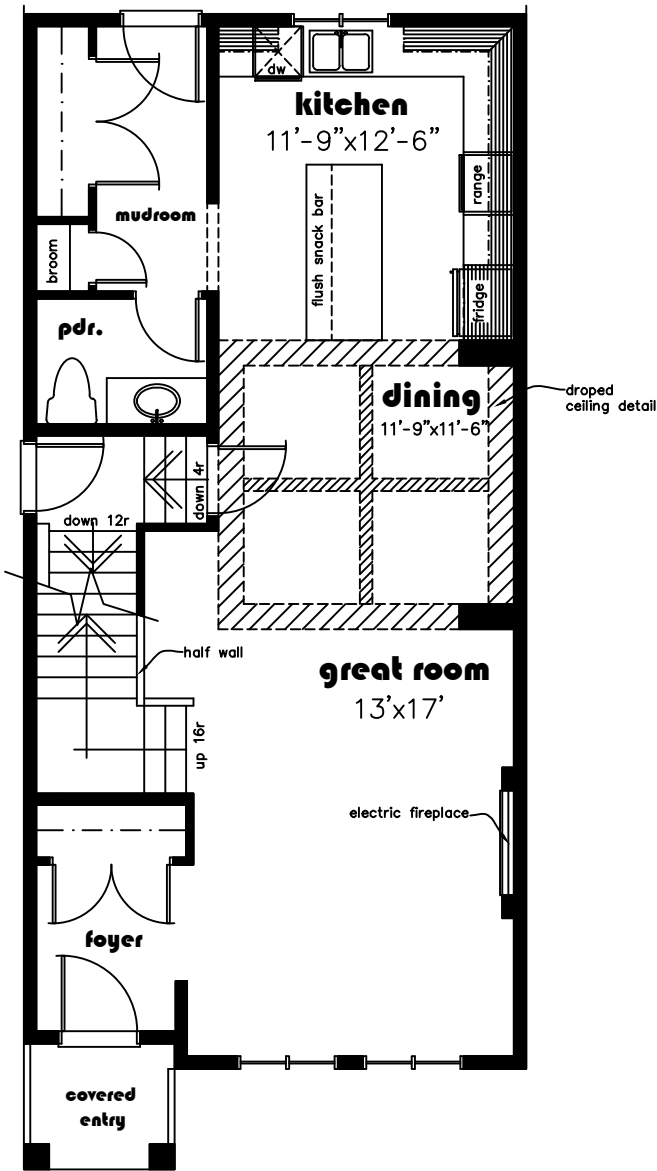 dw
kitchen
11'-9"x12'-6"
range
mudroom
flush snack bar
broom
fridge
pdr.
dining
11'-9"x11'-6"
droped
ceiling detail
down 4r
down 12r
half wall
great room
13'x17'
up 16r
electric fireplace
foyer
covered
entry